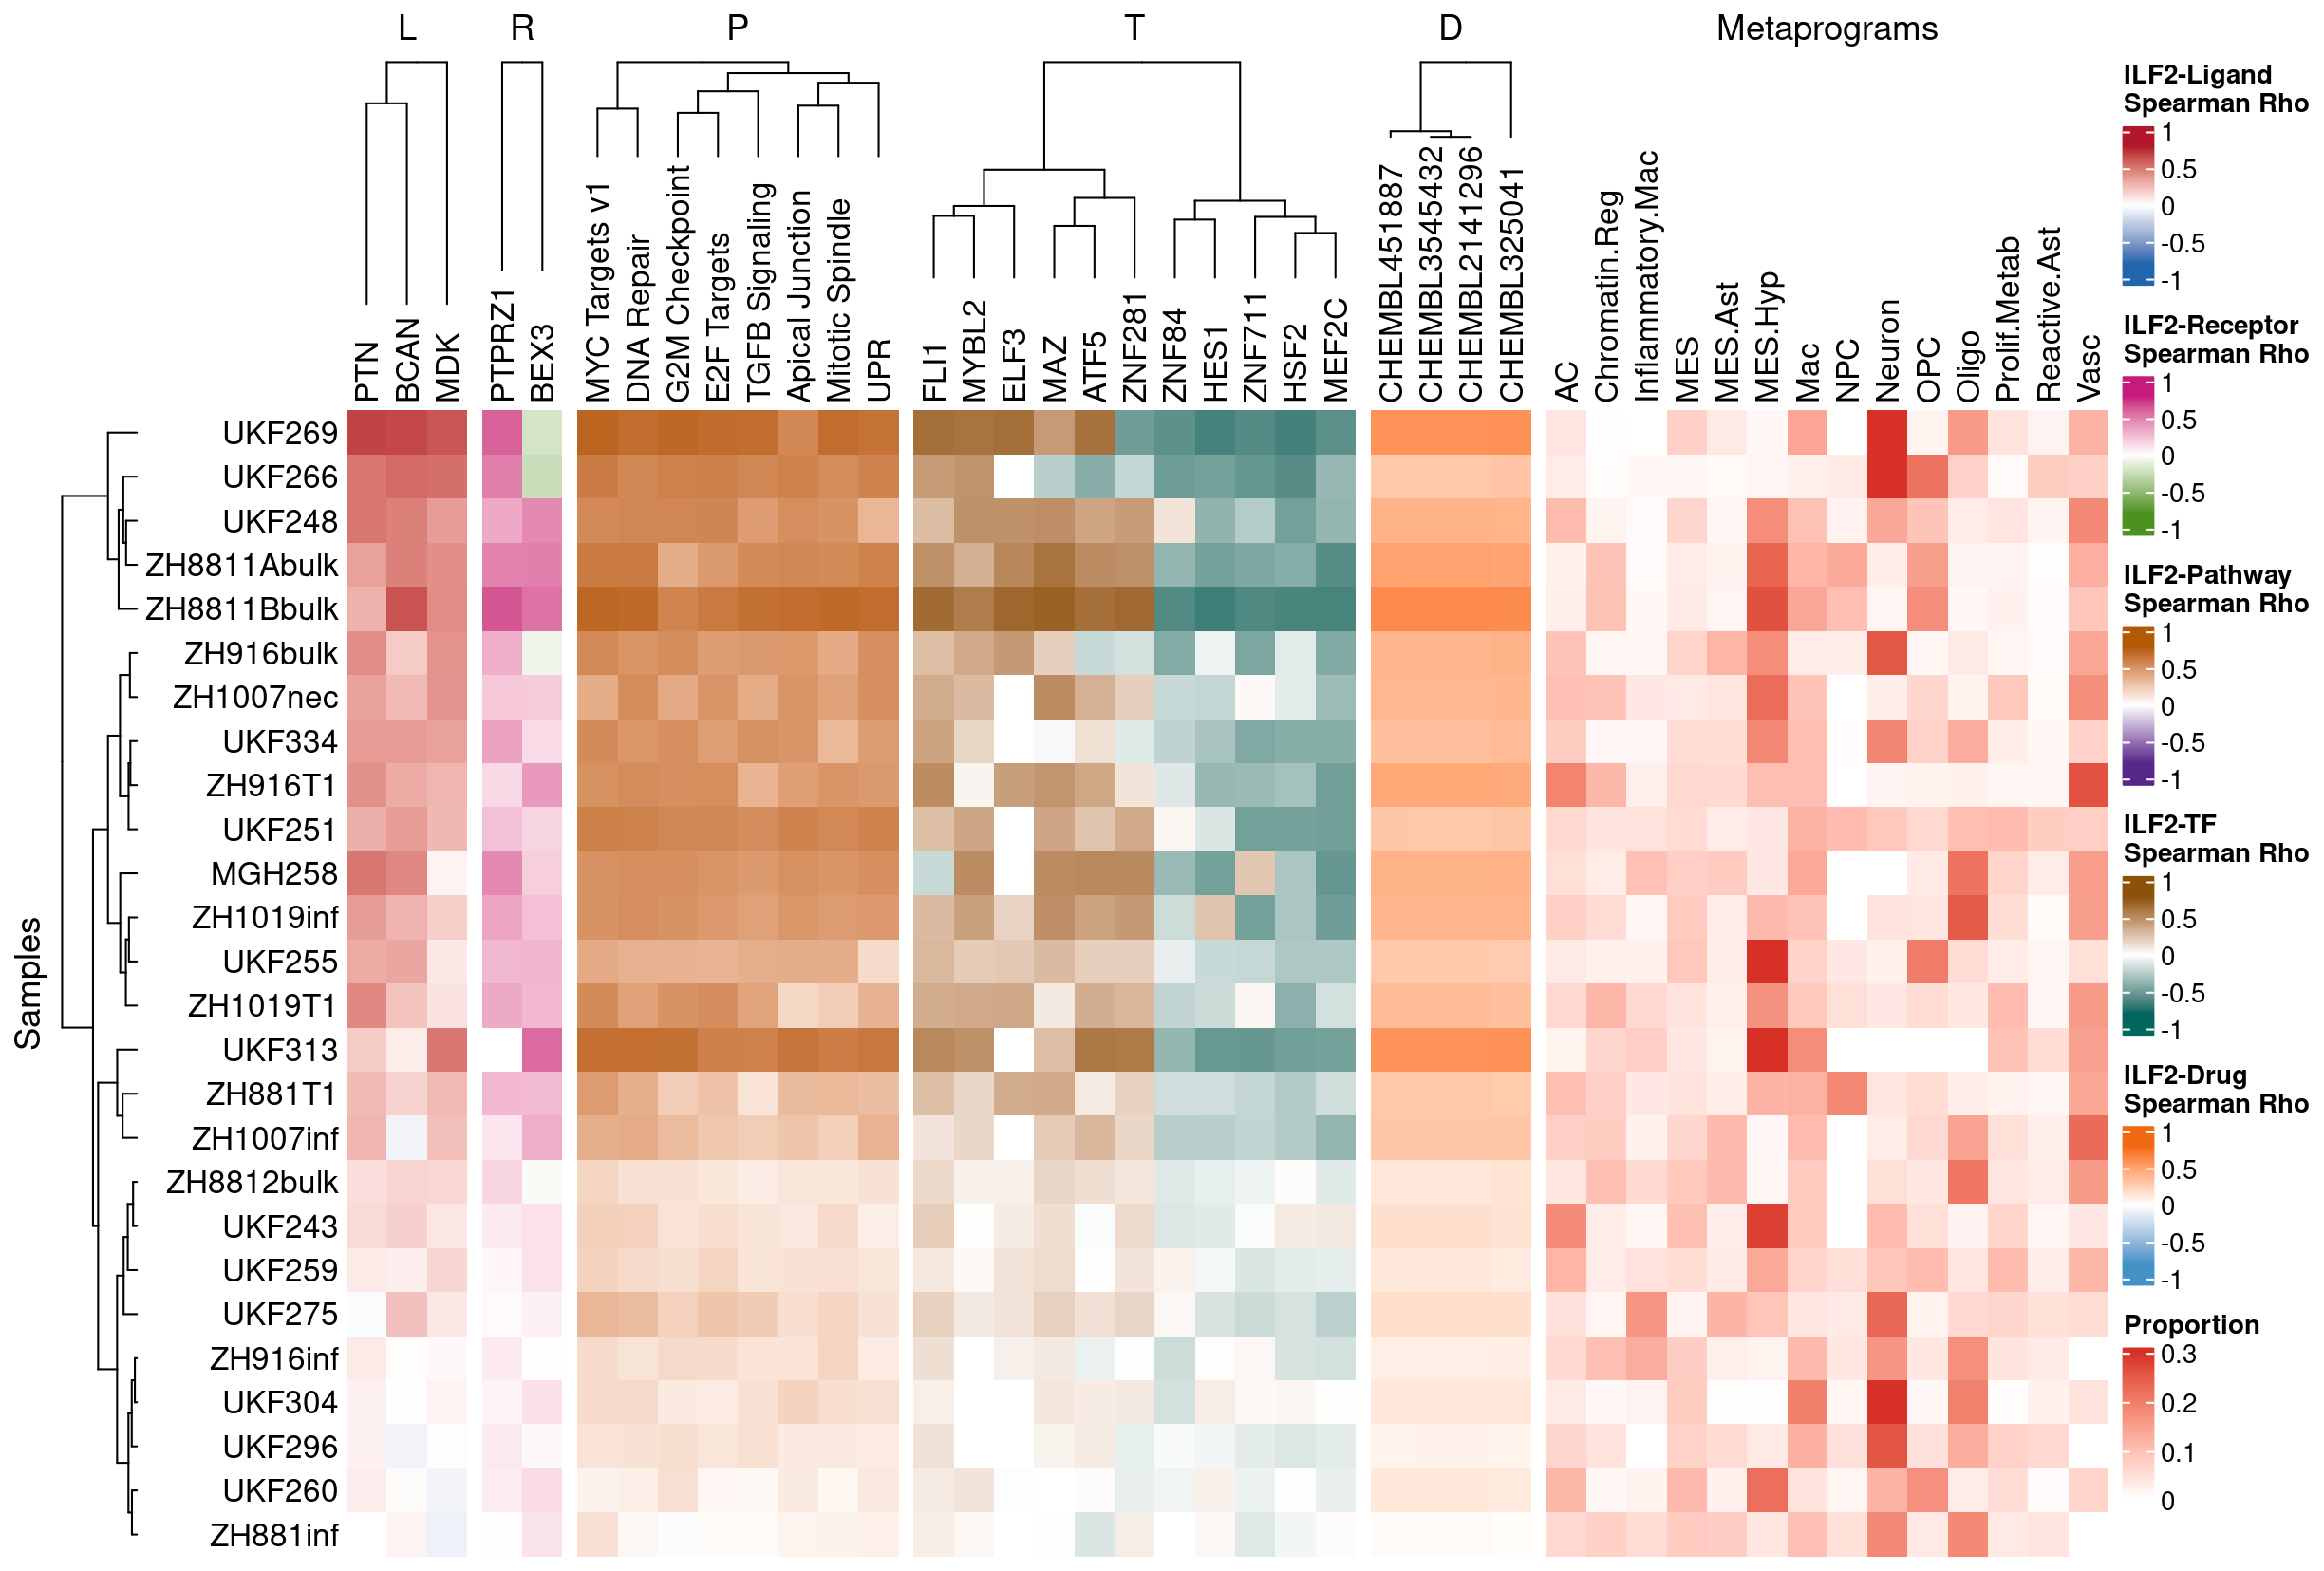 L R P T D Metaprograms
PTN
BCAN
MDK
PTPRZ1
BEX3
MYC Targets v1
DNA Repair
G2M Checkpoint
E2F Targets
TGFB Signaling
Apical Junction
Mitotic Spindle
UPR
FLI1
MYBL2
ELF3
MAZ
ATF5
ZNF281
ZNF84
HES1
ZNF711
HSF2
MEF2C
CHEMBL451887
CHEMBL3545432
CHEMBL2141296
CHEMBL325041
AC
Chromatin.Reg
Inflammatory.Mac
MES
MES.Ast
MES.Hyp
Mac
NPC
Neuron
OPC
Oligo
Prolif.Metab
Reactive.Ast
Vasc
Samples
UKF269
UKF266
UKF248
ZH8811Abulk
ZH8811Bbulk
ZH916bulk
ZH1007nec
UKF334
ZH916T1
UKF251
MGH258
ZH1019inf
UKF255
ZH1019T1
UKF313
ZH881T1
ZH1007inf
ZH8812bulk
UKF243
UKF259
UKF275
ZH916inf
UKF304
UKF296
UKF260
ZH881inf
ILF2-Ligand
Spearman Rho
1
0.5
0
-0.5
-1
ILF2-Receptor
Spearman Rho
1
0.5
0
-0.5
-1
ILF2-Pathway
Spearman Rho
1
0.5
0
-0.5
-1
ILF2-TF
Spearman Rho
1
0.5
0
-0.5
-1
ILF2-Drug
Spearman Rho
1
0.5
0
-0.5
-1
Proportion
0.3
0.2
0.1
0